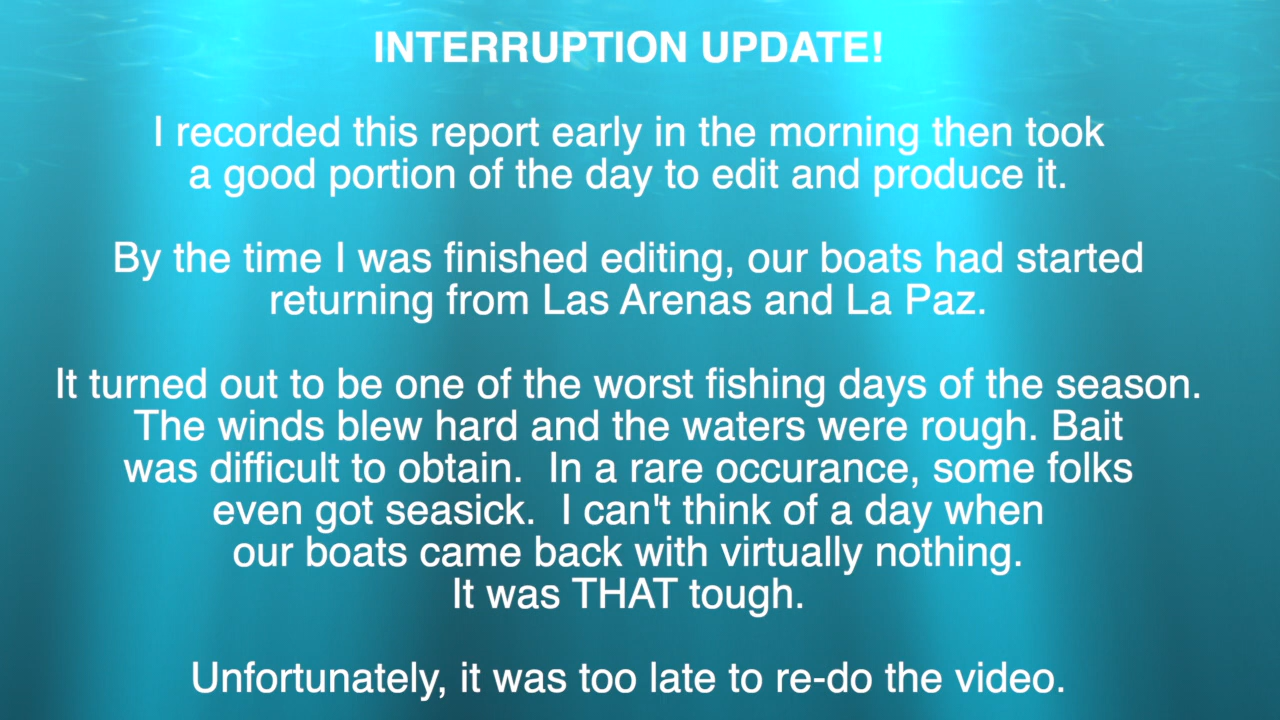 INTERRUPTION UPDATE!
I recorded this report early in the morning then took
a good portion of the day to edit and produce it.
By the time I was finished editing, our boats had started
returning from Las Arenas and La Paz.
It turned out to be one of the worst fishing days of the season.
The winds blew hard and the waters were rough. Bait
was difficult to obtain.  In a rare occurance, some folks
even got seasick.  I can't think of a day when
our boats came back with virtually nothing.
It was THAT tough.
Unfortunately, it was too late to re-do the video.